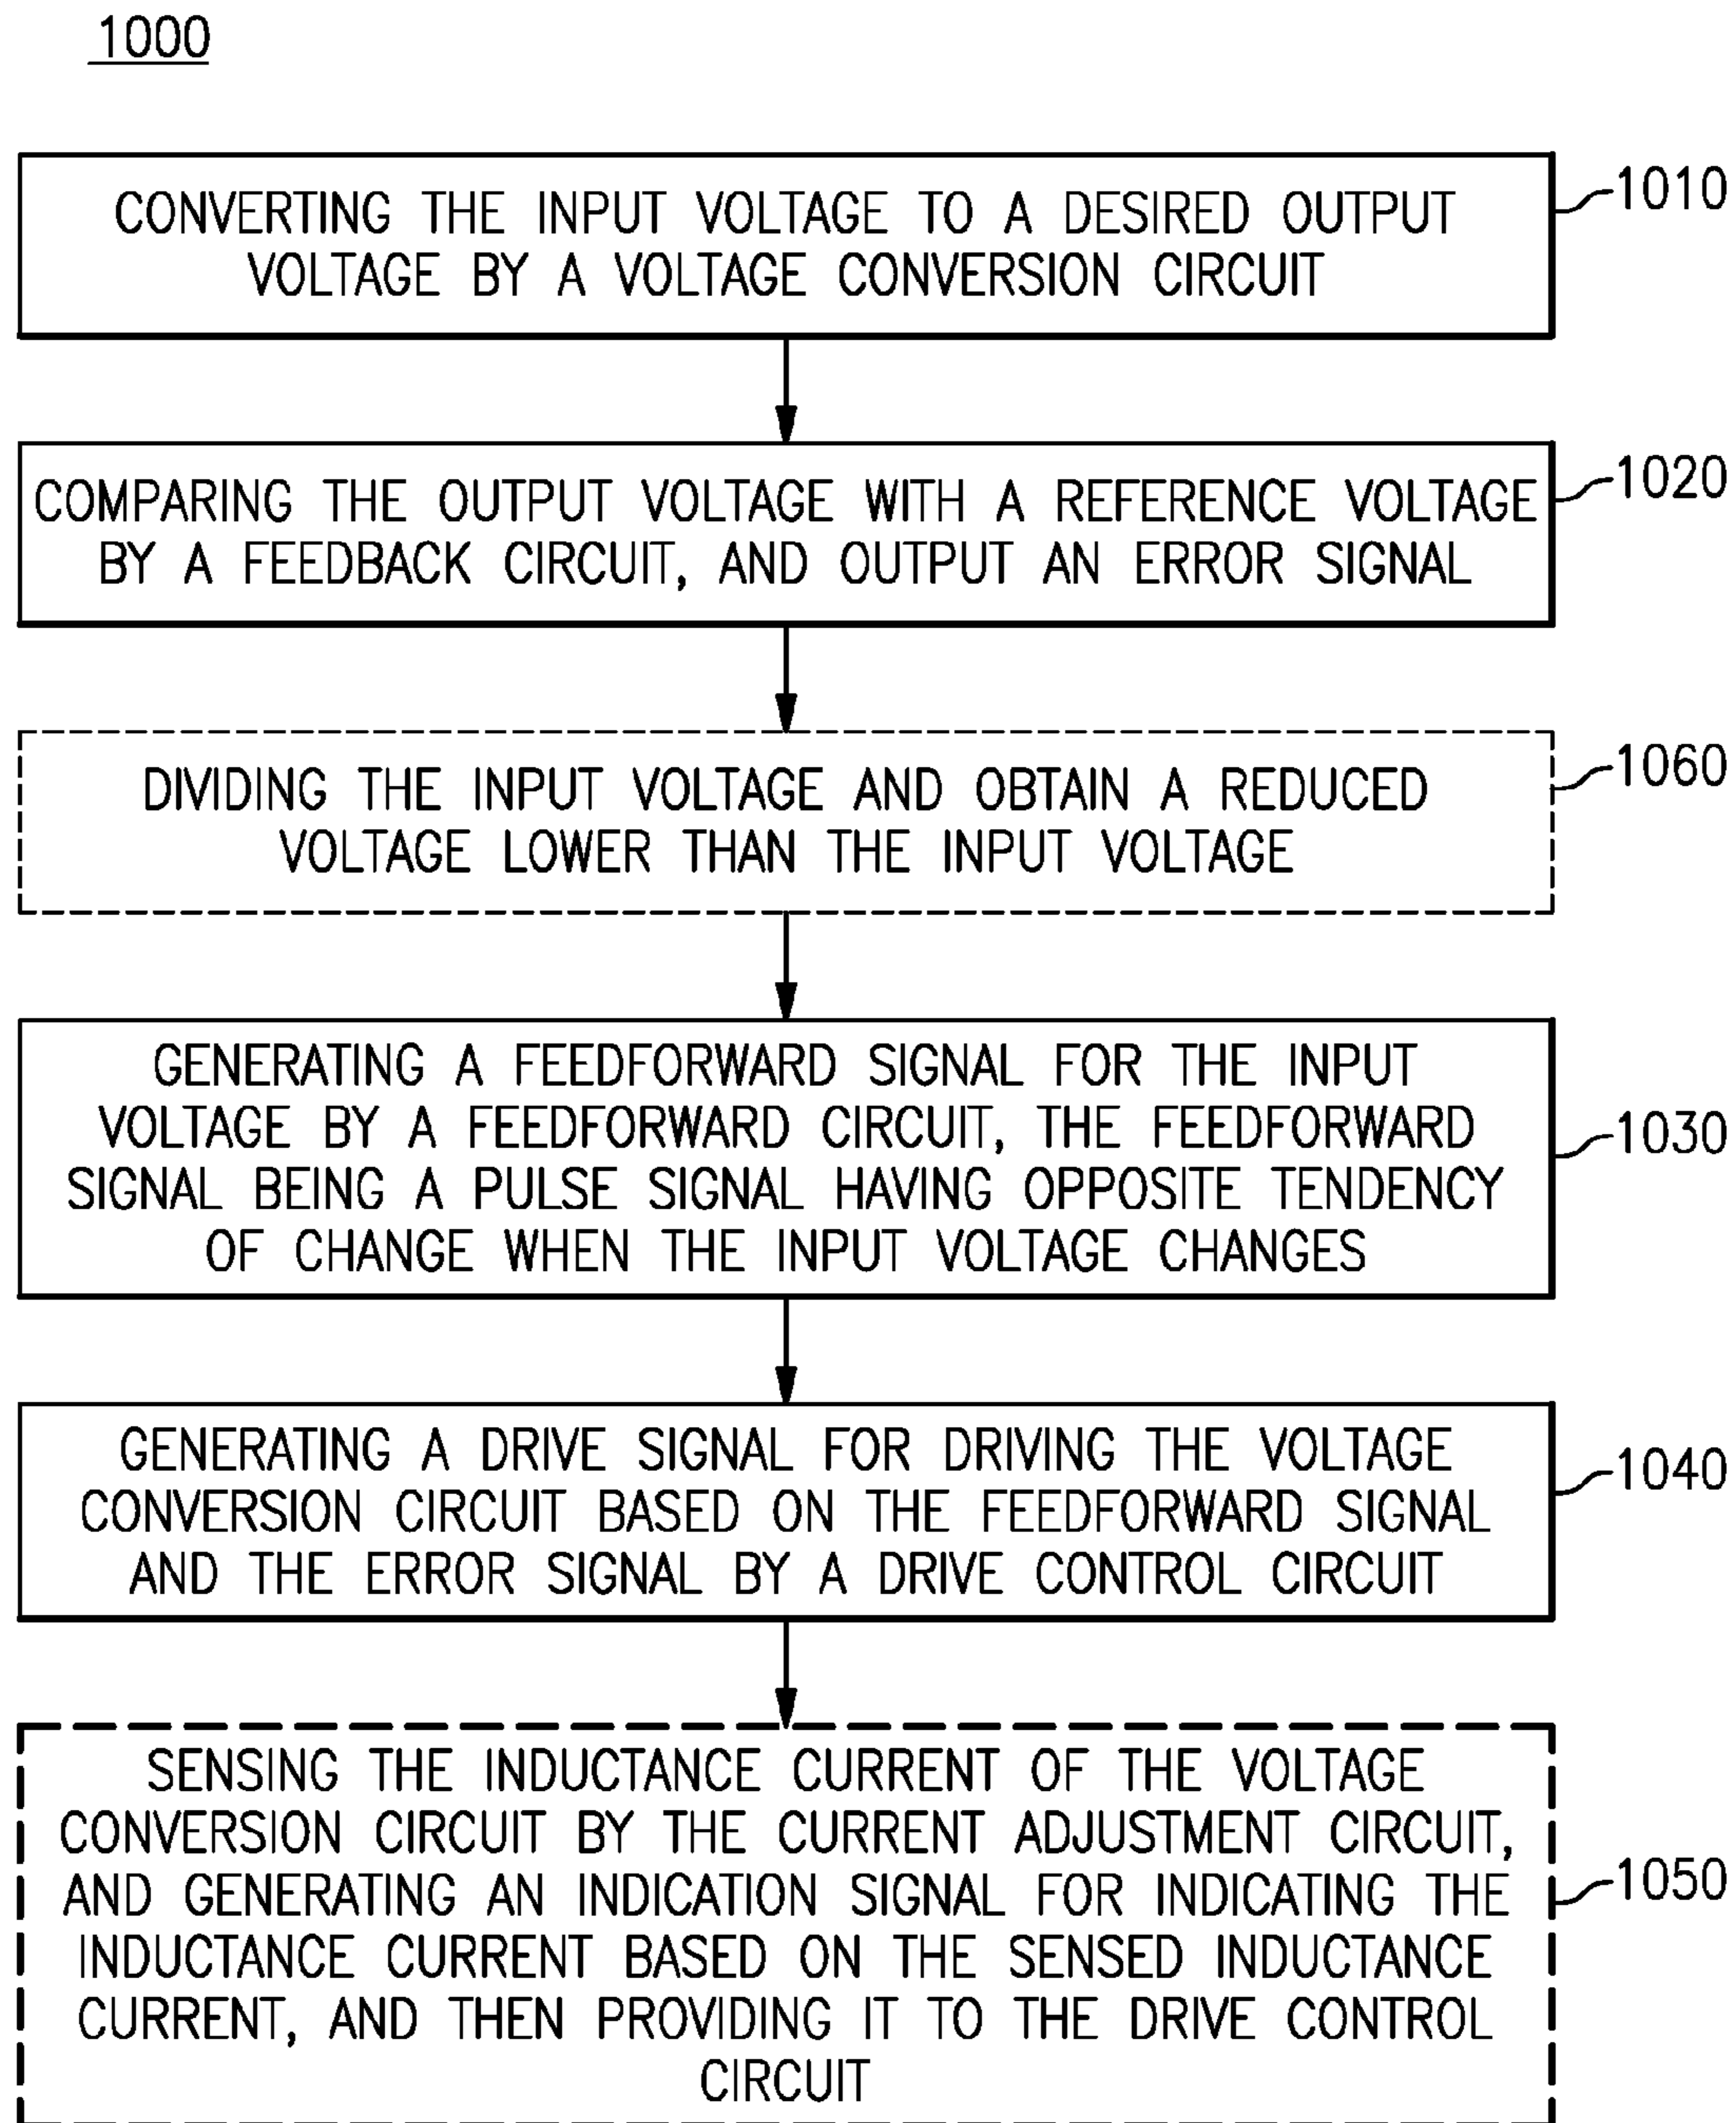 1000
CONVERTING THE INPUT VOLTAGE TO A DESIRED OUTPUT
VOLTAGE BY A VOLTAGE CONVERSION CIRCUIT
1010
COMPARING THE OUTPUT VOLTAGE WITH A REFERENCE VOLTAGE
BY A FEEDBACK CIRCUIT, AND OUTPUT AN ERROR SIGNAL
1020
DIVIDING THE INPUT VOLTAGE AND OBTAIN A REDUCED
VOLTAGE LOWER THAN THE INPUT VOLTAGE
1060
GENERATING A FEEDFORWARD SIGNAL FOR THE INPUT
VOLTAGE BY A FEEDFORWARD CIRCUIT, THE FEEDFORWARD
SIGNAL BEING A PULSE SIGNAL HAVING OPPOSITE TENDENCY
OF CHANGE WHEN THE INPUT VOLTAGE CHANGES
1030
GENERATING A DRIVE SIGNAL FOR DRIVING THE VOLTAGE
CONVERSION CIRCUIT BASED ON THE FEEDFORWARD SIGNAL
AND THE ERROR SIGNAL BY A DRIVE CONTROL CIRCUIT
1040
SENSING THE INDUCTANCE CURRENT OF THE VOLTAGE
CONVERSION CIRCUIT BY THE CURRENT ADJUSTMENT CIRCUIT,
AND GENERATING AN INDICATION SIGNAL FOR INDICATING THE
INDUCTANCE CURRENT BASED ON THE SENSED INDUCTANCE
CURRENT, AND THEN PROVIDING IT TO THE DRIVE CONTROL
CIRCUIT
1050